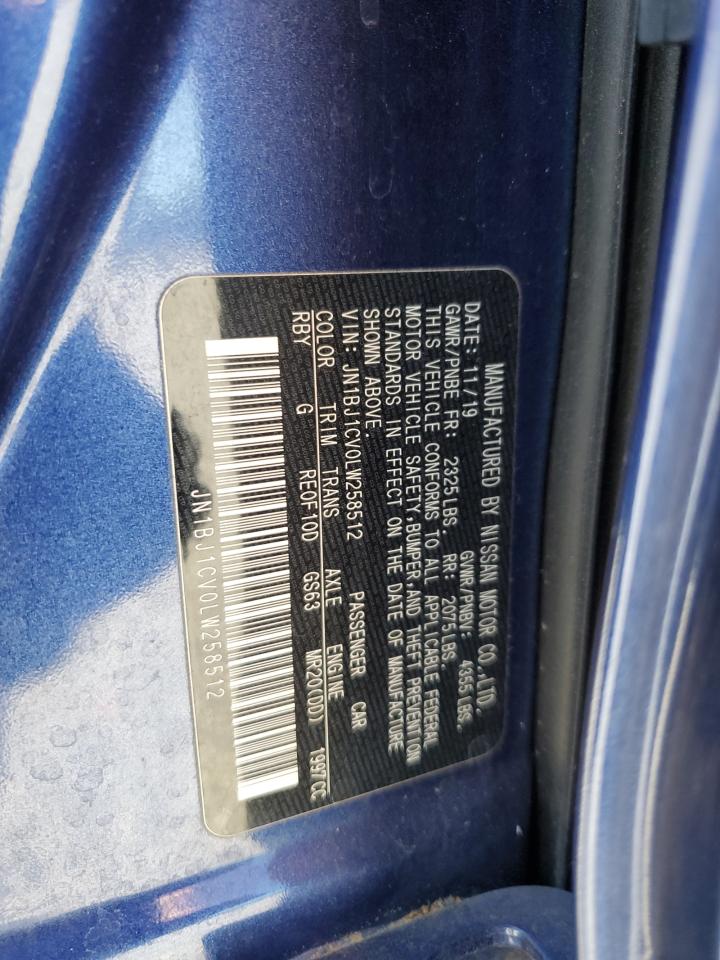 MANUFACTURED BY NISSAN MOTOR CO.,LTD.
DATE: 11/19 GVWR/PNBV: 4355LBS.
GAWR/PNBE FR: 2325LBS. RR: 2075LBS.
THIS VEHICLE CONFORMS TO ALL APPLICABLE FEDERAL
MOTOR VEHICLE SAFETY,BUMPER AND THEFT PREVENTION
STANDARDS IN EFFECT ON THE DATE OF MANUFACTURE
SHOWN ABOVE.
VIN: JN1BJ1CV0LW258512 PASSENGER CAR
COLOR TRIM TRANS AXLE ENGINE
RBY G RE0F10D GS63 MR20(DD) 1997CC
JN1BJ1CV0LW258512